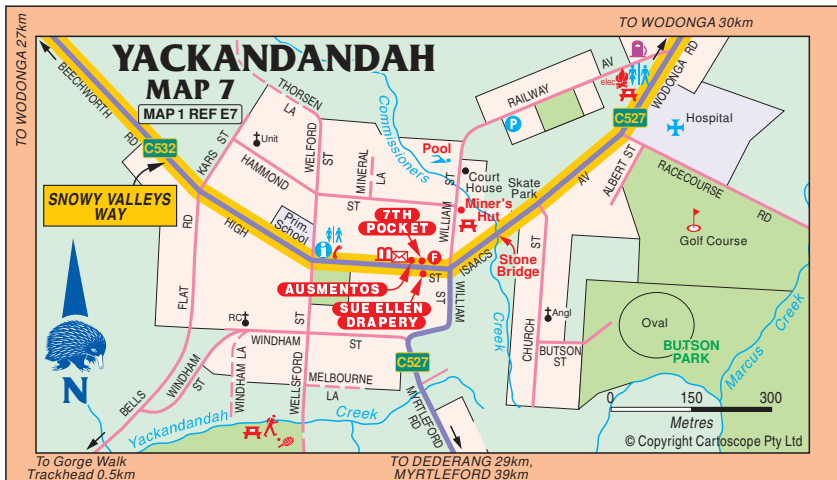 TO WODONGA 30km
TO WODONGA 27km
YACKANDANDAH
MAP 7
MAP 1 REF E7
BEECHWORTH
RD
C532
SNOWY VALLEYS
WAY
KARS ST
THORSEN
LA
Unit
HAMMOND
ST
WELFORD
ST
MINERAL
LA
Commissioners
Creek
Pool
RAILWAY
AV
P
elec
WODONGA
RD
C527
Hospital
Court
House
Skate
Park
Miner's
Hut
WILLIAM
ST
ISAACS
AV
ALBERT ST
RACECOURSE
RD
Golf Course
HIGH
ST
Prim.
School
i
7TH
POCKET
F
AUSMENTOS
SUE ELLEN
DRAPERY
Stone
Bridge
WILLIAM
ST
FLAT
RD
BELLS
RC
WINDHAM
ST
WINDHAM
ST
WINDHAM LA
WELLSFORD
ST
MELBOURNE
LA
C527
MYRTLEFORD
RD
CHURCH
ST
Angl
BUTSON
ST
Oval
BUTSON
PARK
Marcus
Creek
Yackandandah
Creek
N
0 150 300
Metres
© Copyright Cartoscope Pty Ltd
To Gorge Walk
Trackhead 0.5km
TO DEDERANG 29km,
MYRTLEFORD 39km